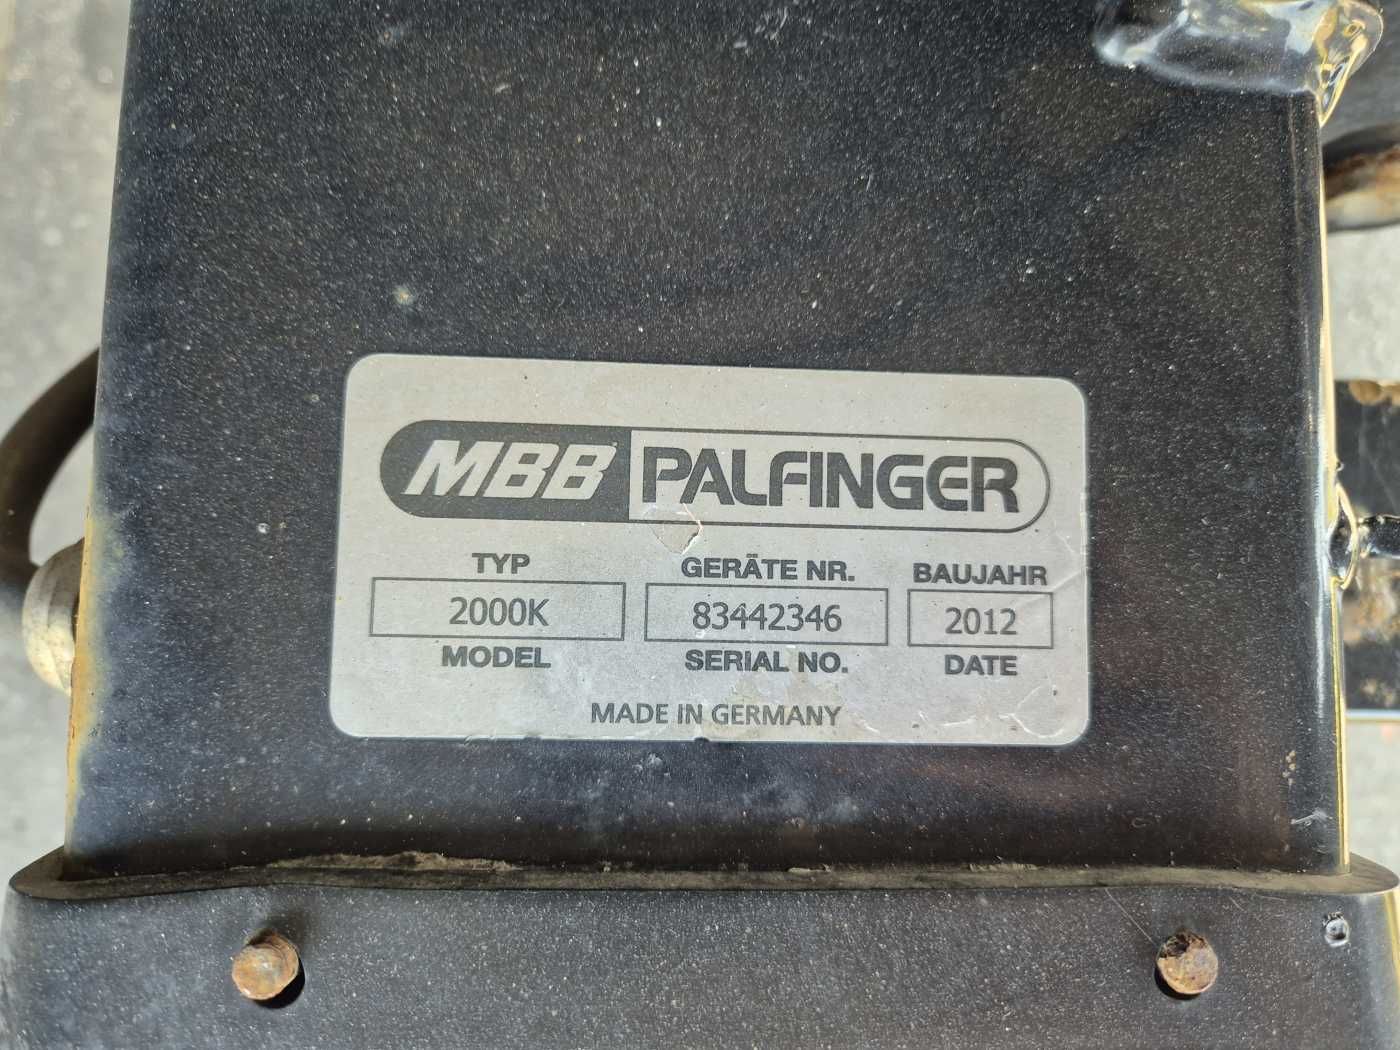 MBB PALFINGER
TYP GERÄTE NR. BAUJAHR
2000K 83442346 2012
MODEL SERIAL NO. DATE
MADE IN GERMANY